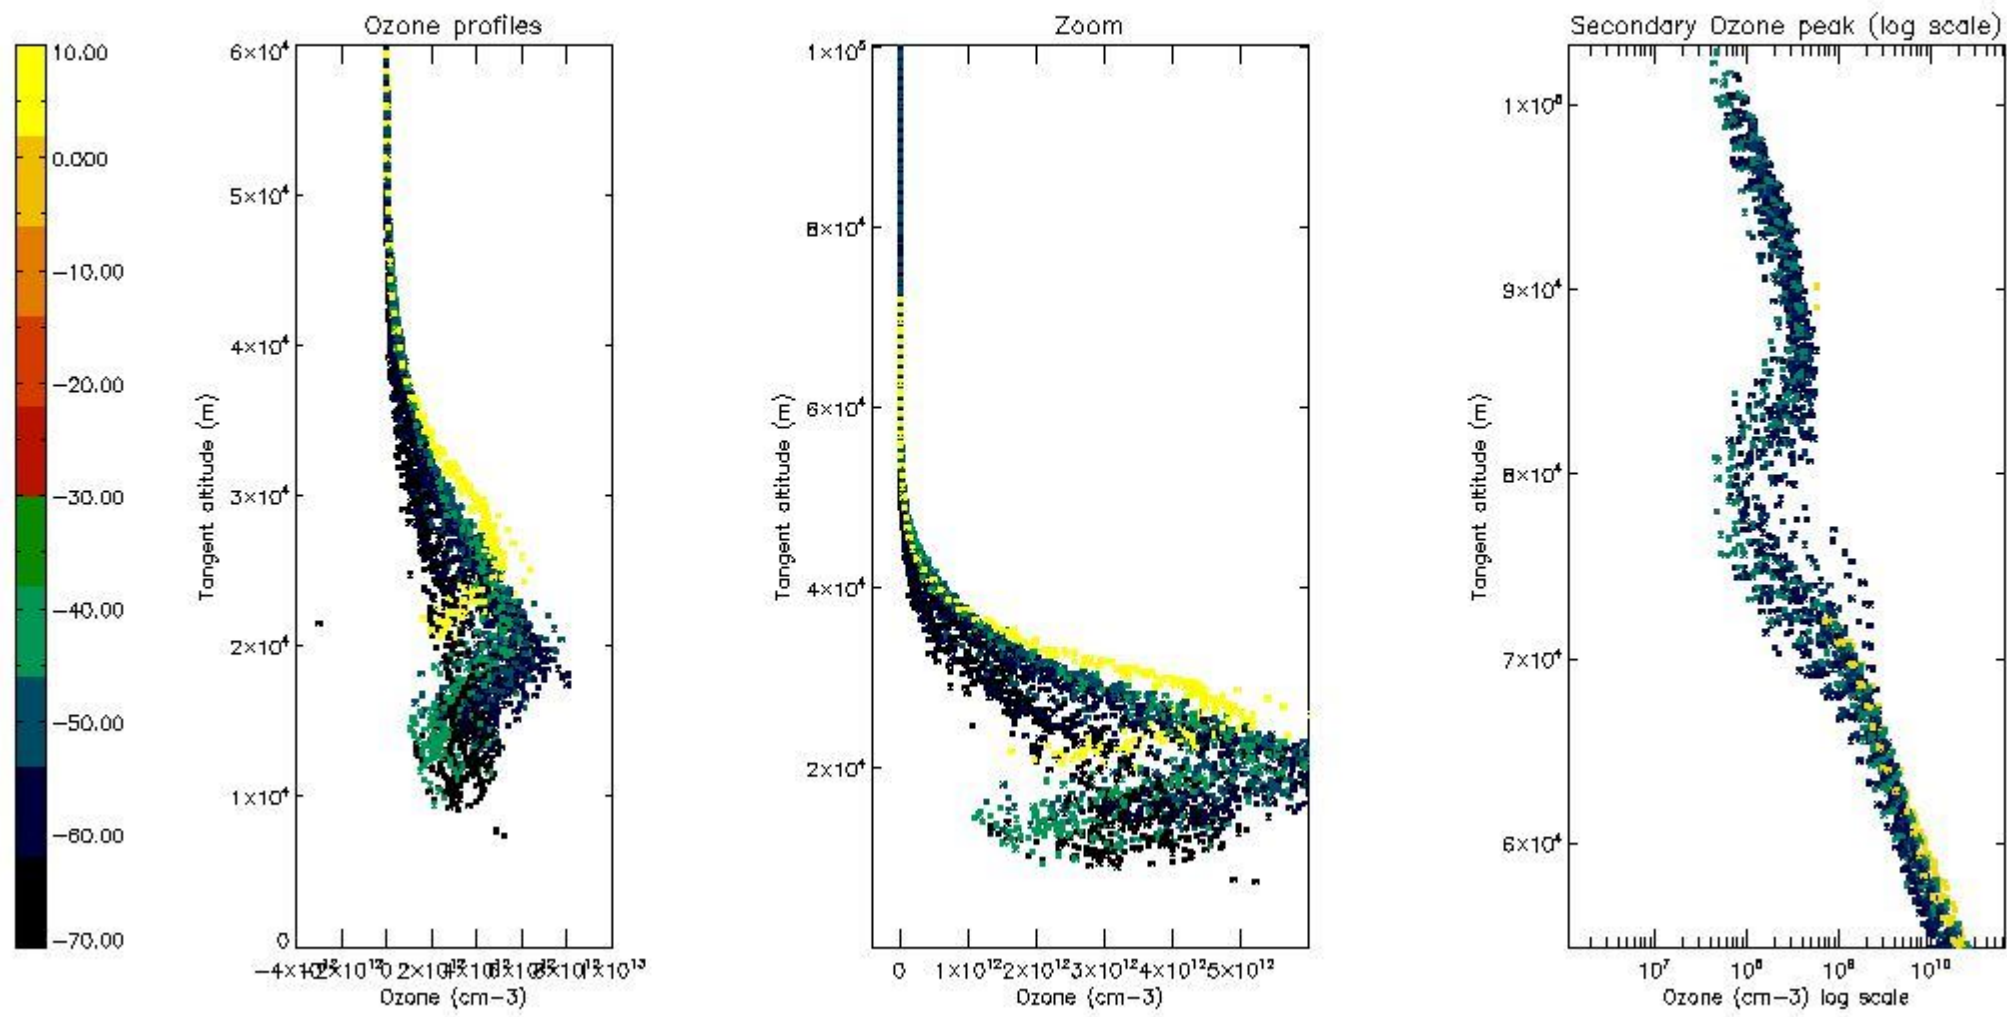 Ozone profiles
Zoom
Secondary Ozone peak (log scale)
10.00
0.000
−10.00
−20.00
−30.00
−40.00
−50.00
−60.00
−70.00
6×10⁴
5×10⁴
4×10⁴
3×10⁴
2×10⁴
1×10⁴
0
Tangent altitude (m)
Ozone (cm−3)
1×10⁵
8×10⁴
6×10⁴
4×10⁴
2×10⁴
Tangent altitude (m)
0 1×10¹² 2×10¹² 3×10¹² 4×10¹² 5×10¹²
Ozone (cm−3)
9×10⁴
8×10⁴
7×10⁴
6×10⁴
Tangent altitude (m)
10⁷ 10⁸ 10⁹ 10¹⁰
Ozone (cm−3) log scale